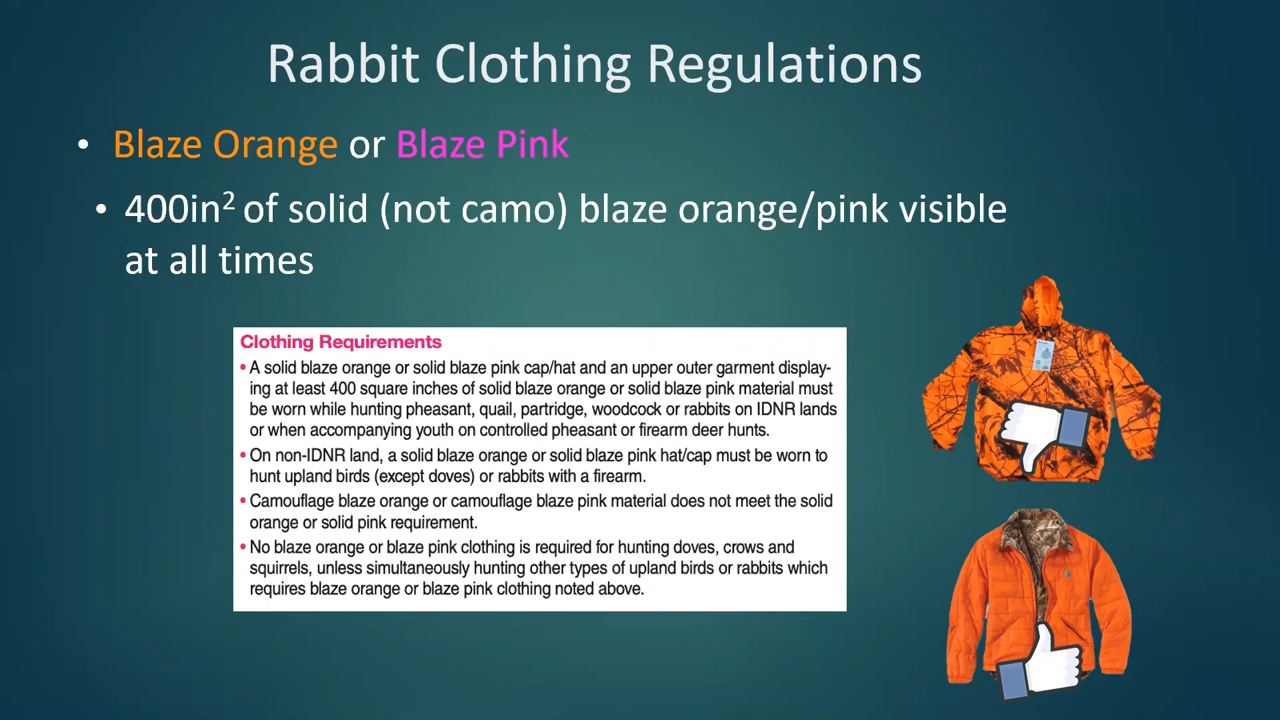 Rabbit Clothing Regulations
• Blaze Orange or Blaze Pink
• 400in² of solid (not camo) blaze orange/pink visible
at all times
Clothing Requirements
• A solid blaze orange or solid blaze pink cap/hat and an upper outer garment display-
ing at least 400 square inches of solid blaze orange or solid blaze pink material must
be worn while hunting pheasant, quail, partridge, woodcock or rabbits on IDNR lands
or when accompanying youth on controlled pheasant or firearm deer hunts.
• On non-IDNR land, a solid blaze orange or solid blaze pink hat/cap must be worn to
hunt upland birds (except doves) or rabbits with a firearm.
• Camouflage blaze orange or camouflage blaze pink material does not meet the solid
orange or solid pink requirement.
• No blaze orange or blaze pink clothing is required for hunting doves, crows and
squirrels, unless simultaneously hunting other types of upland birds or rabbits which
requires blaze orange or blaze pink clothing noted above.